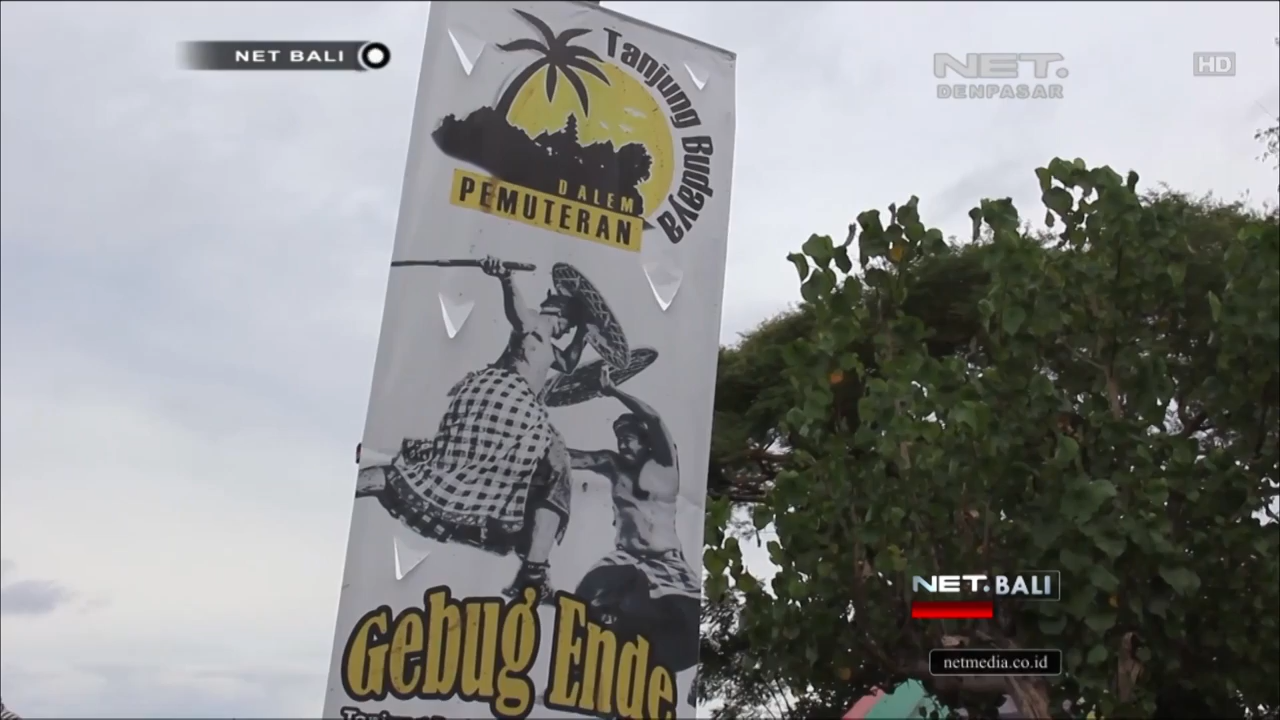 NET BALI
NET.
DENPASAR
HD
Tanjung Budaya
DALEM
PEMUTERAN
Gebug Ende
NET. BALI
netmedia.co.id